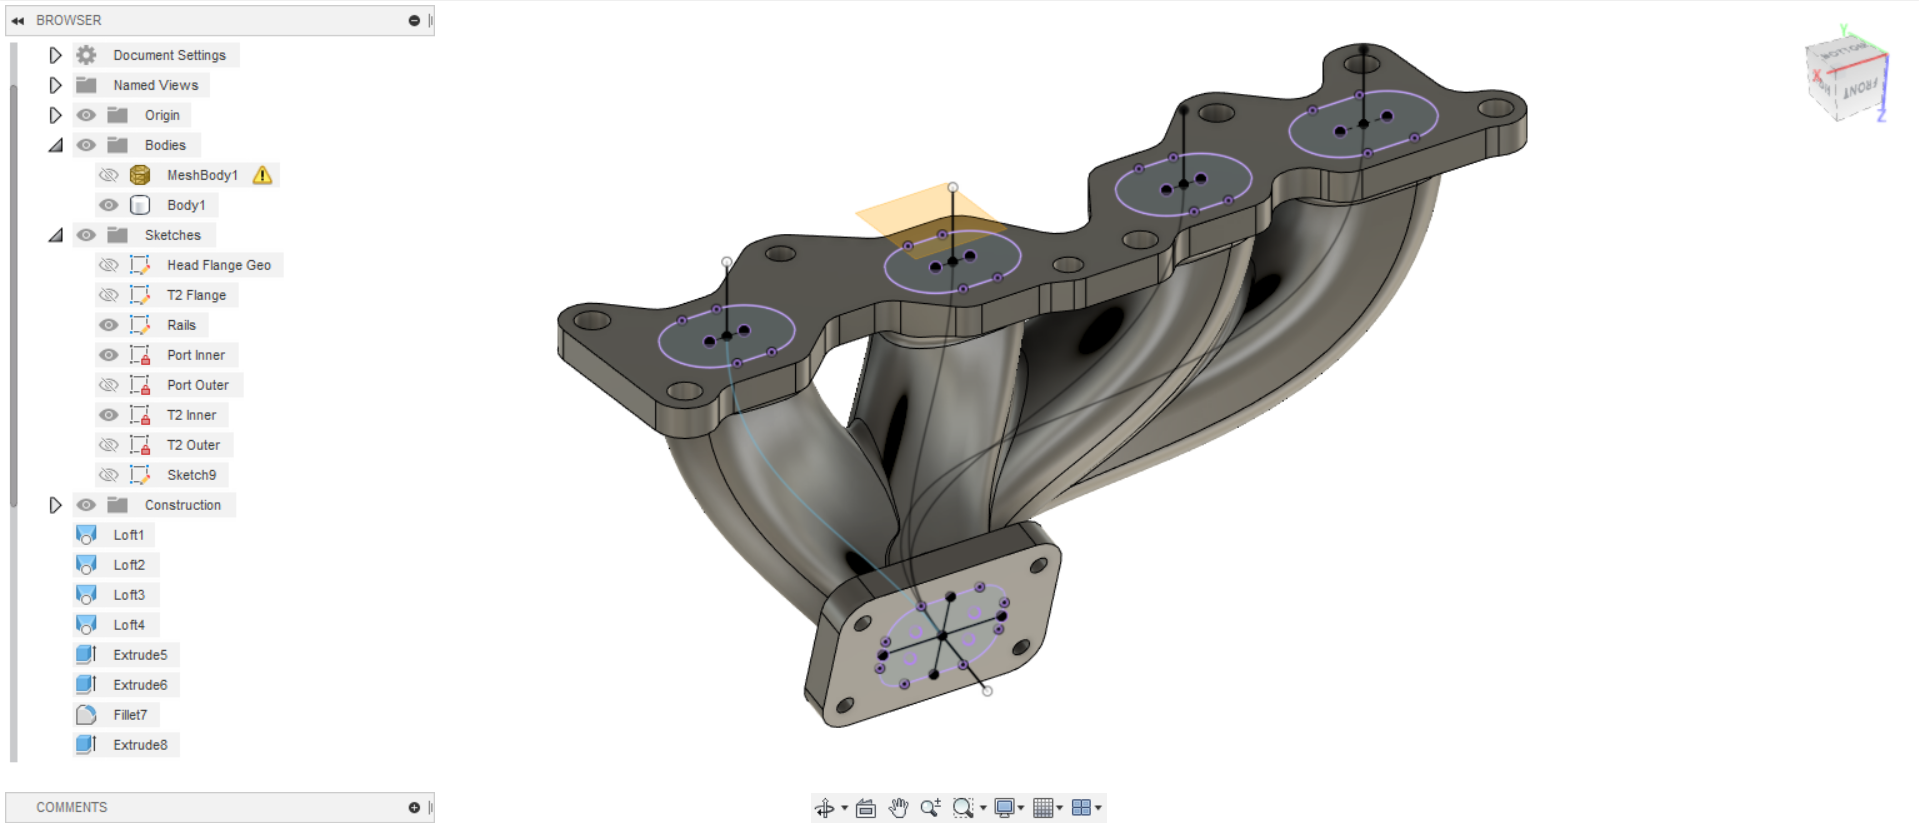 BROWSER
Document Settings
Named Views
Origin
Bodies
MeshBody1
Body1
Sketches
Head Flange Geo
T2 Flange
Rails
Port Inner
Port Outer
T2 Inner
T2 Outer
Sketch9
Construction
Loft1
Loft2
Loft3
Loft4
Extrude5
Extrude6
Fillet7
Extrude8
COMMENTS
Y
BOTTOM
X
FRONT
Z